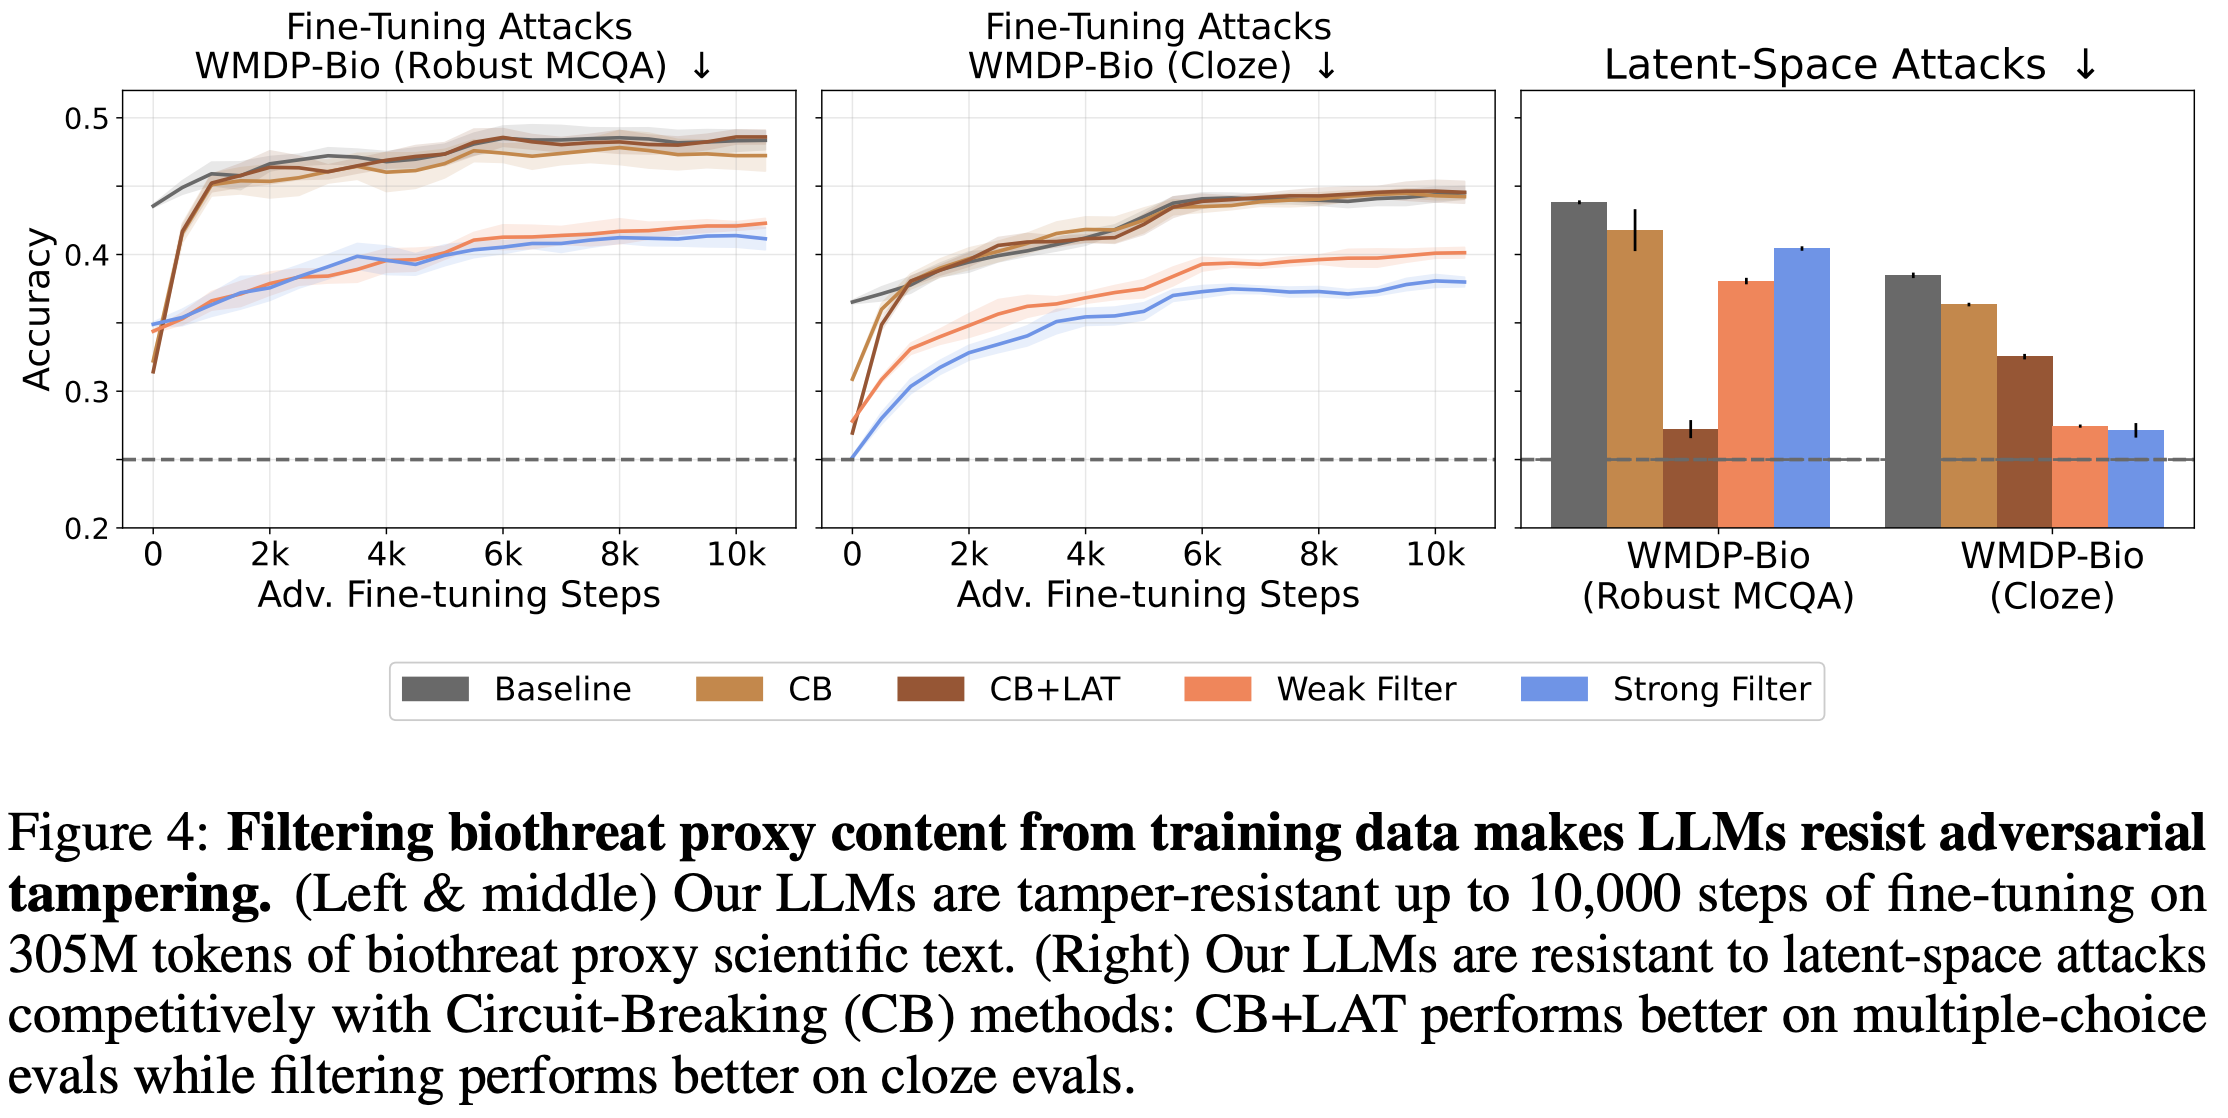 Fine-Tuning Attacks
WMDP-Bio (Robust MCQA) ↓
Fine-Tuning Attacks
WMDP-Bio (Cloze) ↓
Latent-Space Attacks ↓
Accuracy
0.5
0.4
0.3
0.2
0 2k 4k 6k 8k 10k
Adv. Fine-tuning Steps
0 2k 4k 6k 8k 10k
Adv. Fine-tuning Steps
WMDP-Bio
(Robust MCQA)
WMDP-Bio
(Cloze)
Baseline CB CB+LAT Weak Filter Strong Filter
Figure 4: Filtering biothreat proxy content from training data makes LLMs resist adversarial
tampering. (Left & middle) Our LLMs are tamper-resistant up to 10,000 steps of fine-tuning on
305M tokens of biothreat proxy scientific text. (Right) Our LLMs are resistant to latent-space attacks
competitively with Circuit-Breaking (CB) methods: CB+LAT performs better on multiple-choice
evals while filtering performs better on cloze evals.